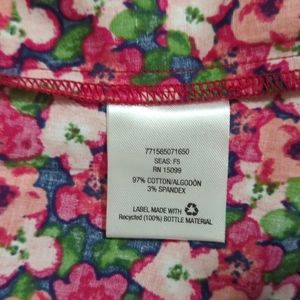 771565071650
SEAS: F5
RN 15099
97% COTTON/ALGODÓN
3% SPANDEX
LABEL MADE WITH
Recycled (100%) BOTTLE MATERIAL